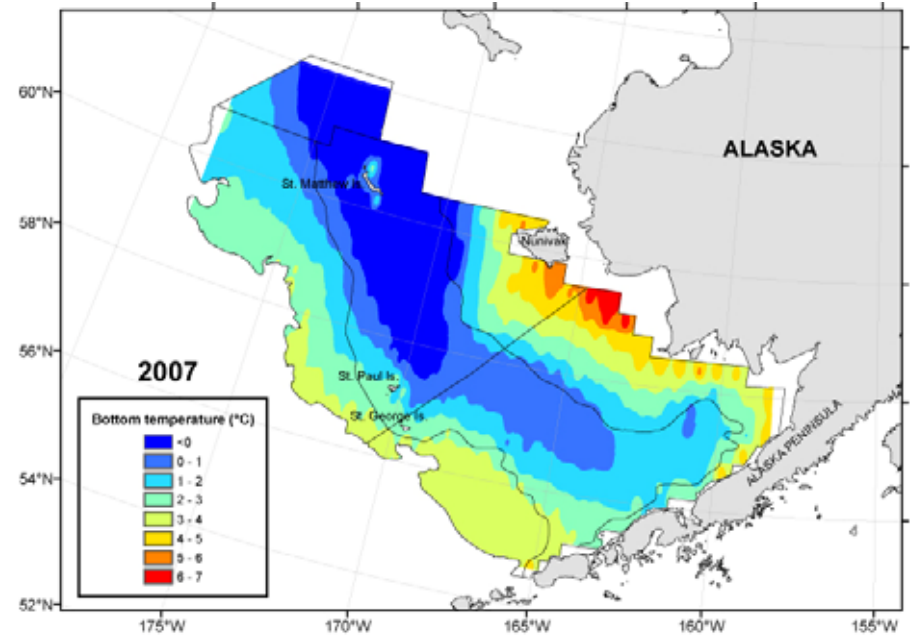 60°N
58°N
56°N
54°N
52°N
ALASKA
St. Matthew Is.
Nunivak
2007
St. Paul Is.
St. George Is.
ALASKA PENINSULA
Bottom temperature (°C)
<0
0 - 1
1 - 2
2 - 3
3 - 4
4 - 5
5 - 6
6 - 7
175°W
170°W
165°W
160°W
155°W